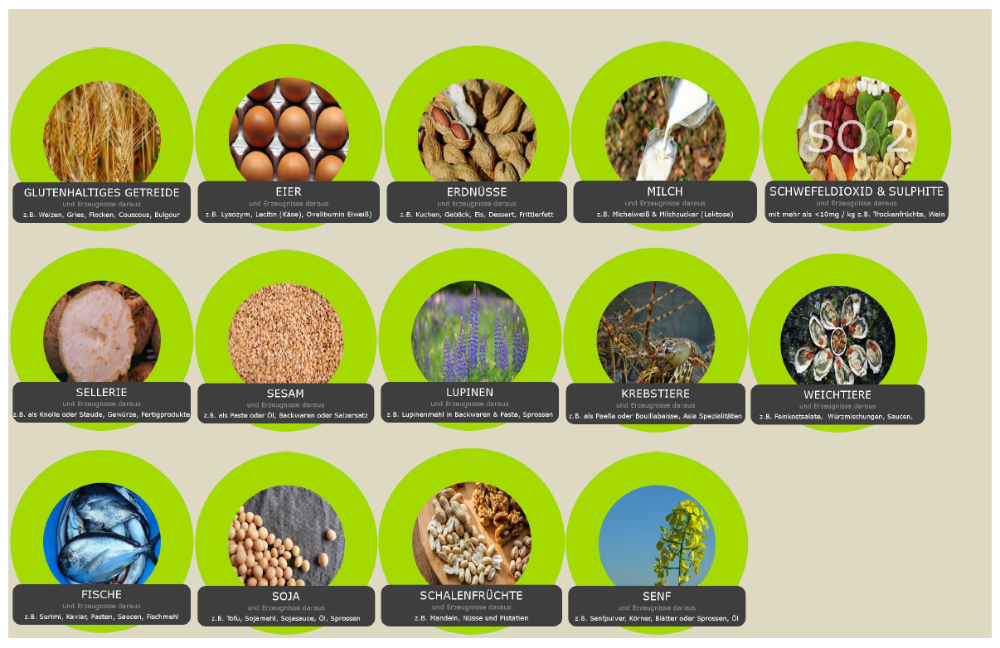 SO 2
GLUTENHALTIGES GETREIDE
und Erzeugnisse daraus
z.B. Weizen, Gries, Flocken, Couscous, Bulgour
EIER
und Erzeugnisse daraus
z.B. Lysozym, Lecitin (Käse), Ovalibumin Eiweiß)
ERDNÜSSE
und Erzeugnisse daraus
z.B. Kuchen, Gebäck, Eis, Dessert, Frittierfett
MILCH
und Erzeugnisse daraus
z.B. Micheiweiß & Milchzucker (Laktose)
SCHWEFELDIOXID & SULPHITE
und Erzeugnisse daraus
mit mehr als <10mg / kg z.B. Trockenfrüchte, Wein
SELLERIE
und Erzeugnisse daraus
z.B. als Knolle oder Staude, Gewürze, Fertigprodukte
SESAM
und Erzeugnisse daraus
z.B. als Paste oder Öl, Backwaren oder Salzersatz
LUPINEN
und Erzeugnisse daraus
z.B. Lupinenmehl in Backwaren & Pasta, Sprossen
KREBSTIERE
und Erzeugnisse daraus
z.B. als Paella oder Bouillabaisse, Asia Spezialitäten
WEICHTIERE
und Erzeugnisse daraus
z.B. Feinkostsalate, Würzmischungen, Saucen,
FISCHE
und Erzeugnisse daraus
z.B. Surimi, Kaviar, Pasten, Saucen, Fischmehl
SOJA
und Erzeugnisse daraus
z.B. Tofu, Sojamehl, Sojasauce, Öl, Sprossen
SCHALENFRÜCHTE
und Erzeugnisse daraus
z.B. Mandeln, Nüsse und Pistatien
SENF
und Erzeugnisse daraus
z.B. Senfpulver, Körner, Blätter oder Sprossen, Öl